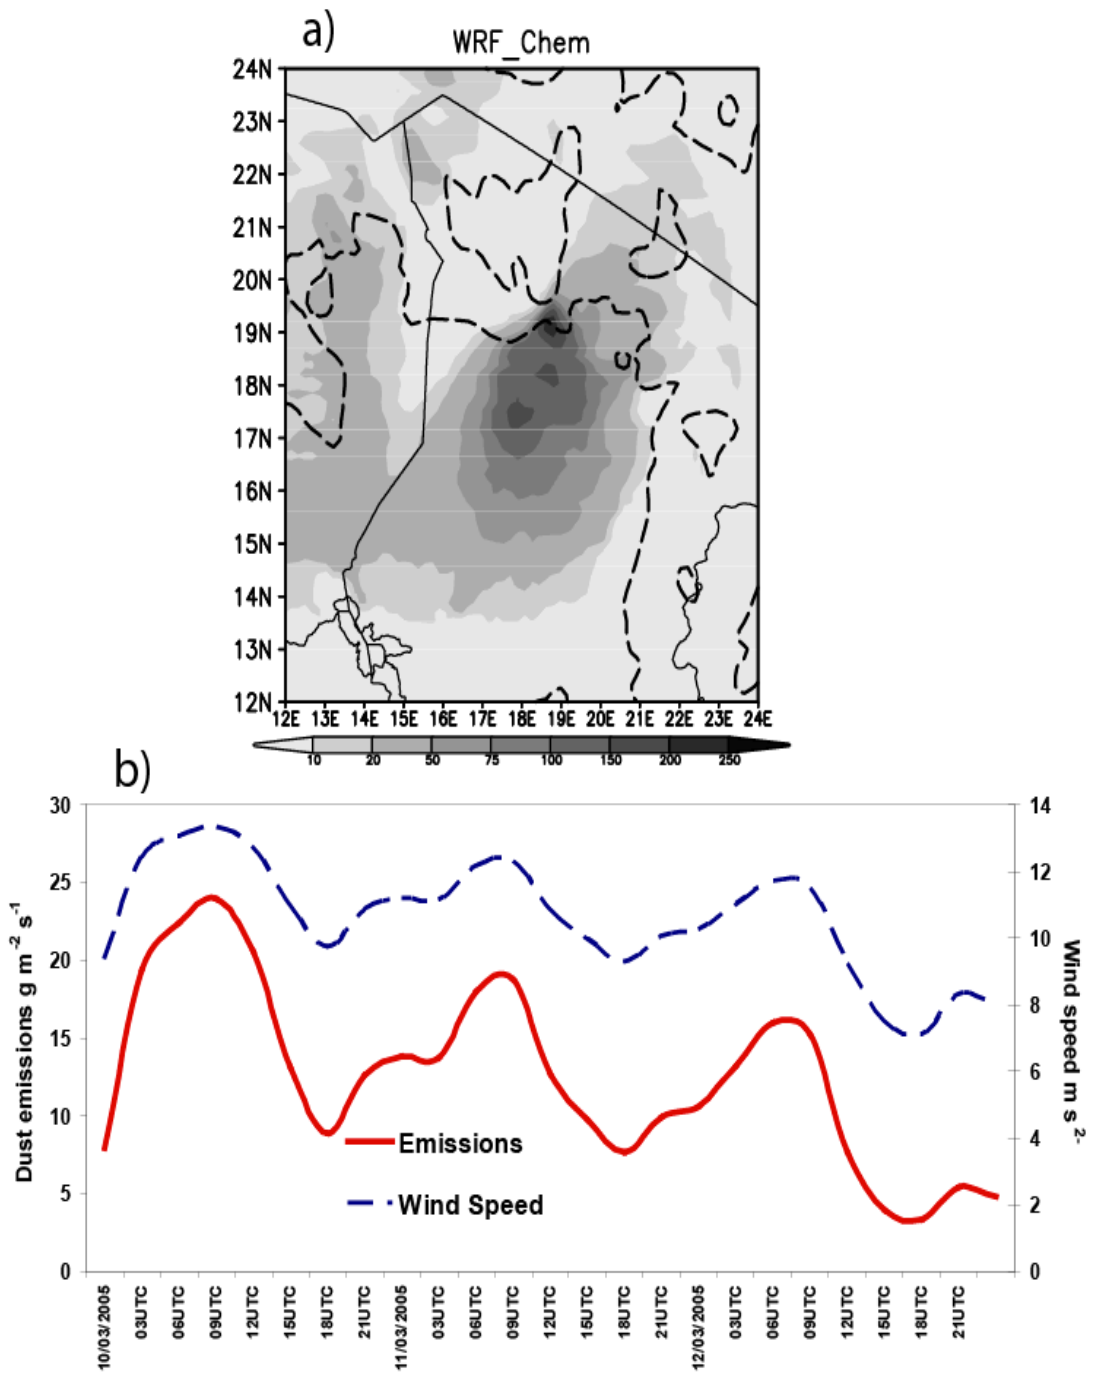 a)
WRF_Chem
24N
23N
22N
21N
20N
19N
18N
17N
16N
15N
14N
13N
12N
12E 13E 14E 15E 16E 17E 18E 19E 20E 21E 22E 23E 24E
10 20 50 75 100 150 200 250
b)
30
25
20
15
10
5
0
Dust emissions g m⁻² s⁻¹
14
12
10
8
6
4
2
0
Wind speed m s²⁻
Emissions
Wind Speed
10/03/2005
03UTC
06UTC
09UTC
12UTC
15UTC
18UTC
21UTC
11/03/2005
03UTC
06UTC
09UTC
12UTC
15UTC
18UTC
21UTC
12/03/2005
03UTC
06UTC
09UTC
12UTC
15UTC
18UTC
21UTC